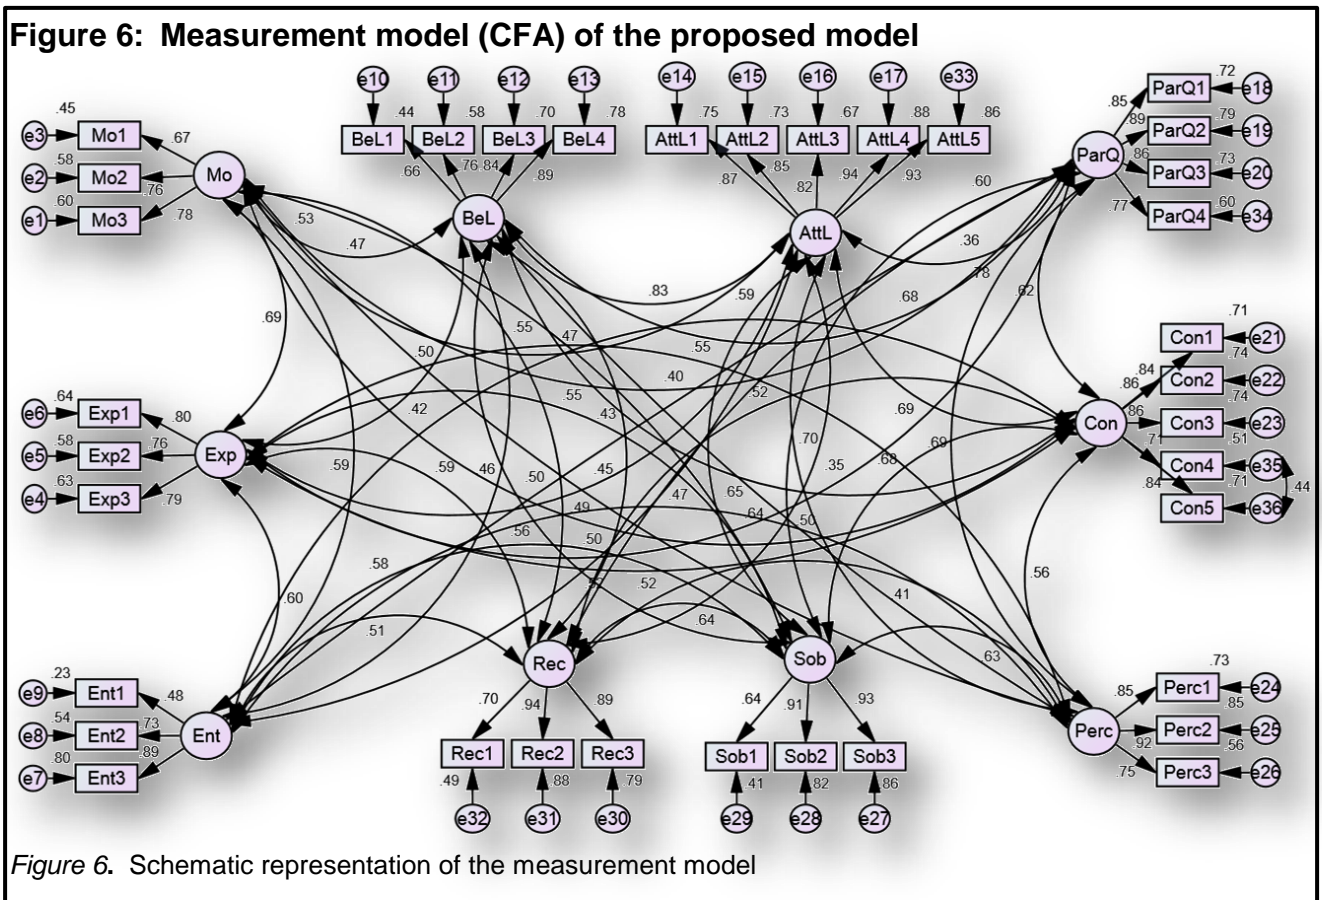 Figure 6:  Measurement model (CFA) of the proposed model
e10 e11 e12 e13 e14 e15 e16 e17 e33
.44 .58 .70 .78 .75 .73 .67 .88 .86
BeL1 BeL2 BeL3 BeL4 AttL1 AttL2 AttL3 AttL4 AttL5
.66 .76 .84 .89 .87 .85 .82 .94 .93
BeL AttL
.45
e3 Mo1 .67
.58
e2 Mo2 .76
.60
e1 Mo3 .78
Mo
.72
.85 ParQ1 e18
.79
.89 ParQ2 e19
.73
.86 ParQ3 e20
.60
.77 ParQ4 e34
ParQ
.53 .47 .60 .36 .78
.69 .83 .59 .68 .62
.55 .47 .55
.50 .40 .52
.55
.42 .43 .69
.70 .69
.59 .59 .46 .50 .45 .35 .68
.47 .65
.49 .64 .50
.56 .50
.58 .52 .56
.60 .41
.51 .64 .63
.64
e6 Exp1 .80
.58
e5 Exp2 .76
.63
e4 Exp3 .79
Exp
.71
.84 Con1 e21
.74
.86 Con2 e22
.74
.86 Con3 e23
.51
.71 Con4 e35
.71
.84 Con5 e36
.44
Con
.23
e9 Ent1 .48
.54
e8 Ent2 .73
.80
e7 Ent3 .89
Ent
Rec Sob
.70 .94 .89 .64 .91 .93
Rec1 Rec2 Rec3 Sob1 Sob2 Sob3
.49 .88 .79 .41 .82 .86
e32 e31 e30 e29 e28 e27
.73
.85 Perc1 e24
.85
.92 Perc2 e25
.56
.75 Perc3 e26
Perc
Figure 6.  Schematic representation of the measurement model